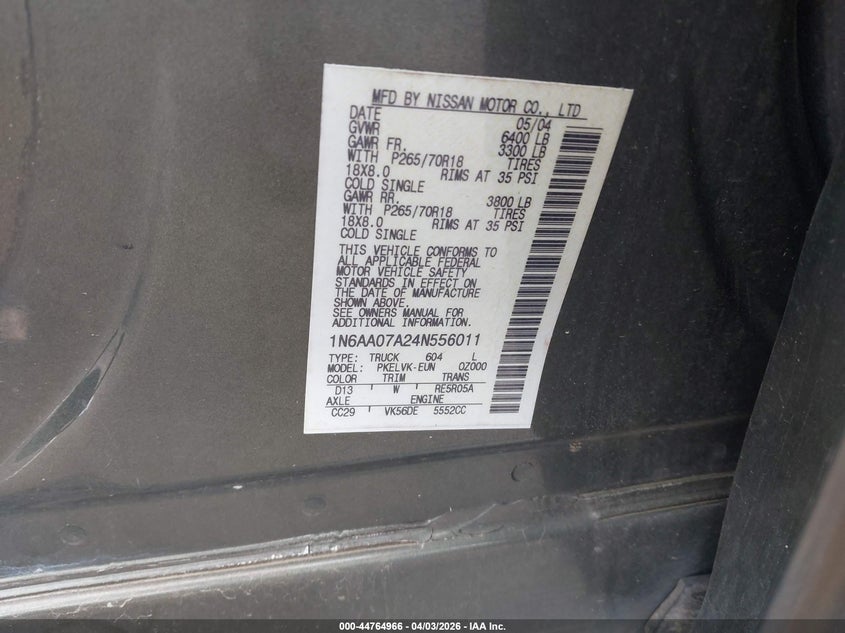 MFD BY NISSAN MOTOR CO., LTD
DATE 05/04
GVWR 6400 LB
GAWR FR. 3300 LB
WITH P265/70R18 TIRES
18X8.0 RIMS AT 35 PSI
COLD SINGLE
GAWR RR. 3800 LB
WITH P265/70R18 TIRES
18X8.0 RIMS AT 35 PSI
COLD SINGLE
THIS VEHICLE CONFORMS TO
ALL APPLICABLE FEDERAL
MOTOR VEHICLE SAFETY
STANDARDS IN EFFECT ON
THE DATE OF MANUFACTURE
SHOWN ABOVE.
SEE OWNERS MANUAL FOR
ADDITIONAL INFORMATION
1N6AA07A24N556011
TYPE: TRUCK 604 L
MODEL: PKELVK-EUN 0Z000
COLOR TRIM TRANS
D13 W RE5R05A
AXLE ENGINE
CC29 VK56DE 5552CC
000-44764966 - 04/03/2026 - IAA Inc.